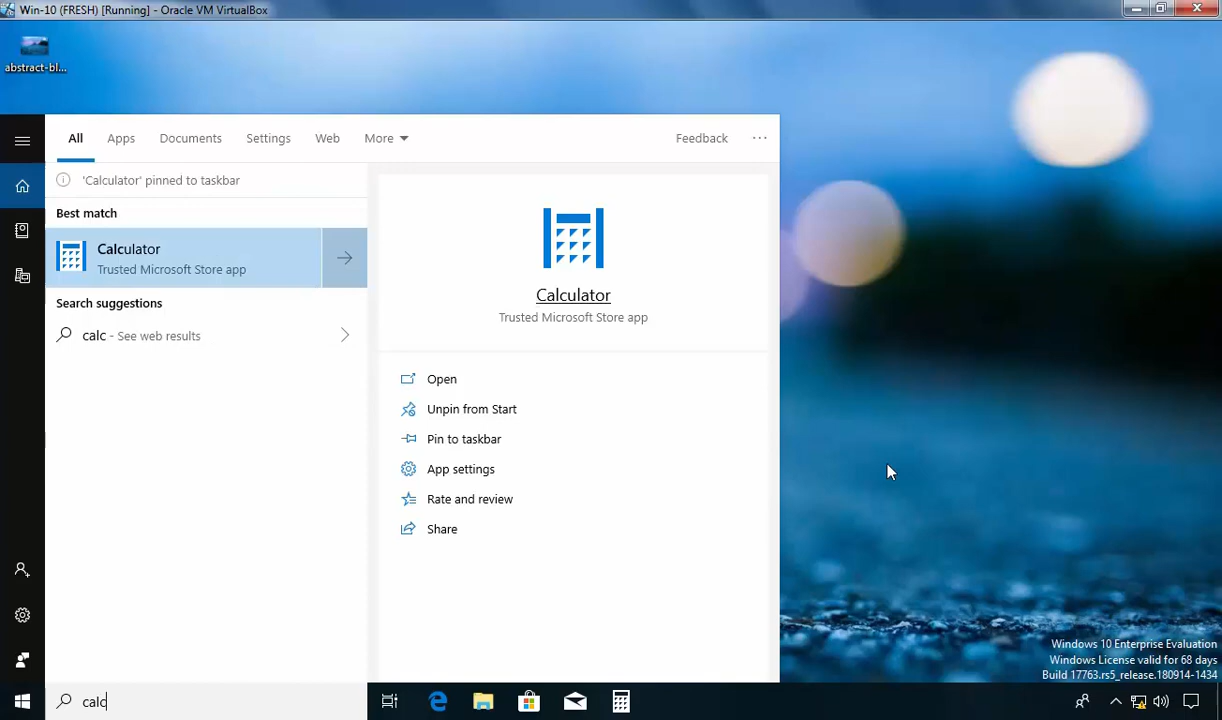 Win-10 (FRESH) [Running] - Oracle VM VirtualBox
abstract-bl...
All Apps Documents Settings Web More Feedback ...
'Calculator' pinned to taskbar
Best match
Calculator
Trusted Microsoft Store app
Search suggestions
calc - See web results
Calculator
Trusted Microsoft Store app
Open
Unpin from Start
Pin to taskbar
App settings
Rate and review
Share
Windows 10 Enterprise Evaluation
Windows License valid for 68 days
Build 17763.rs5_release.180914-1434
calc